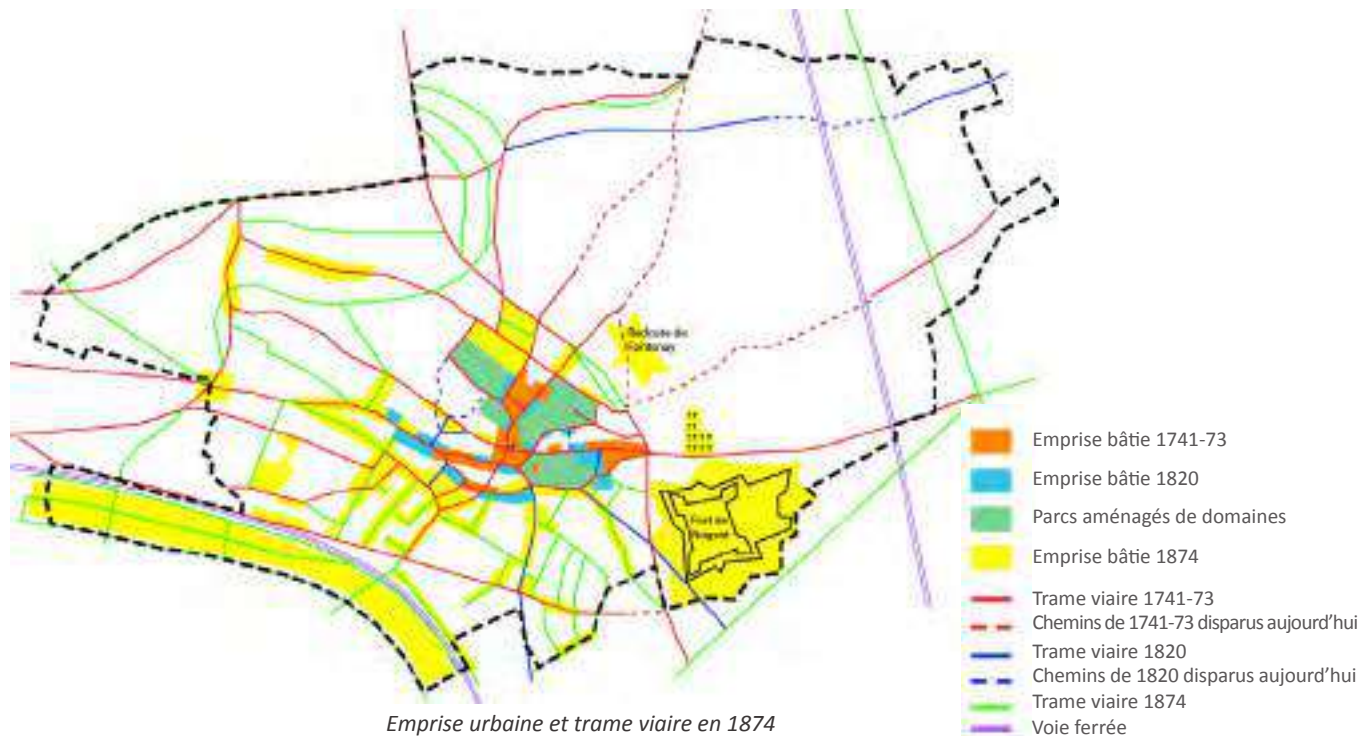 Redoute de
Fontenay
Fort de
Nogent
Emprise bâtie 1741-73
Emprise bâtie 1820
Parcs aménagés de domaines
Emprise bâtie 1874
Trame viaire 1741-73
Chemins de 1741-73 disparus aujourd’hui
Trame viaire 1820
Chemins de 1820 disparus aujourd’hui
Trame viaire 1874
Voie ferrée
Emprise urbaine et trame viaire en 1874